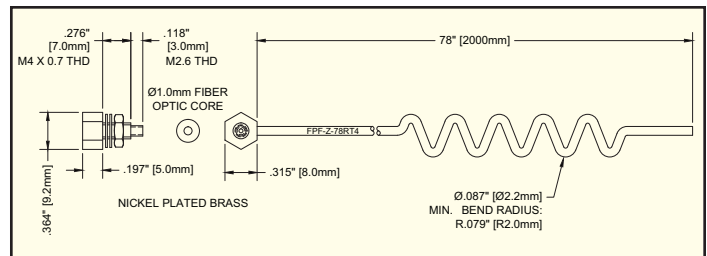 .276"
[7.0mm]
M4 X 0.7 THD
.118"
[3.0mm]
M2.6 THD
78" [2000mm]
Ø1.0mm FIBER
OPTIC CORE
FPF-Z-78RT4
.364" [9.2mm]
.197" [5.0mm]
.315" [8.0mm]
NICKEL PLATED BRASS
Ø.087" [Ø2.2mm]
MIN. BEND RADIUS:
R.079" [R2.0mm]